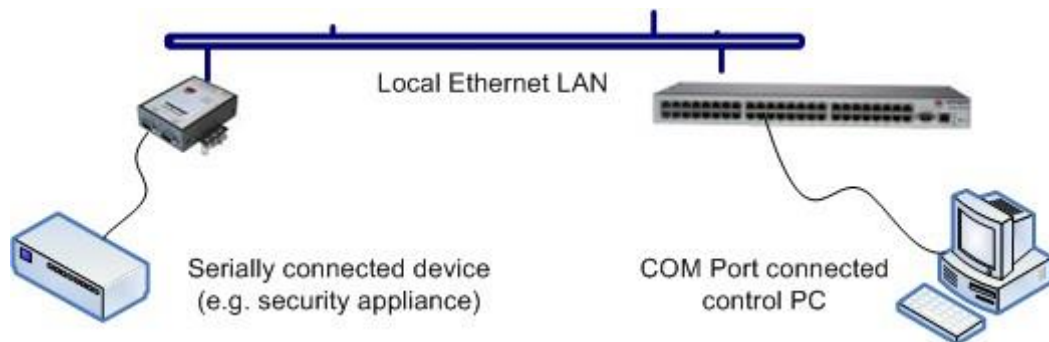 Local Ethernet LAN
Serially connected device
(e.g. security appliance)
COM Port connected
control PC